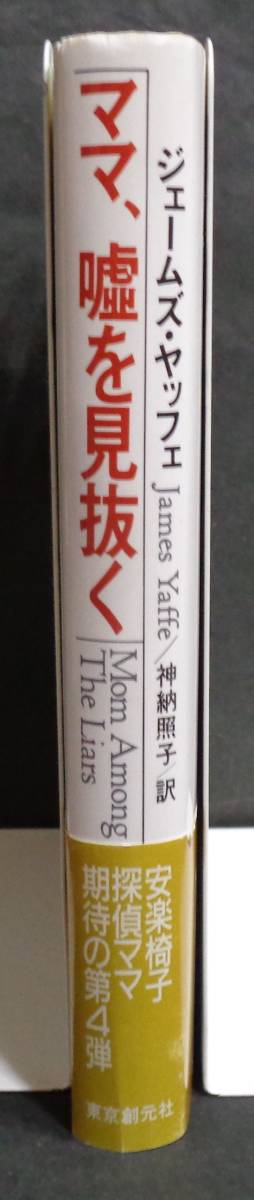 ジェームズ・ヤッフェ James Yaffe／神納照子／訳
ママ、嘘を見抜く
Mom Among
The Liars
安楽椅子
探偵ママ
期待の第4弾
東京創元社